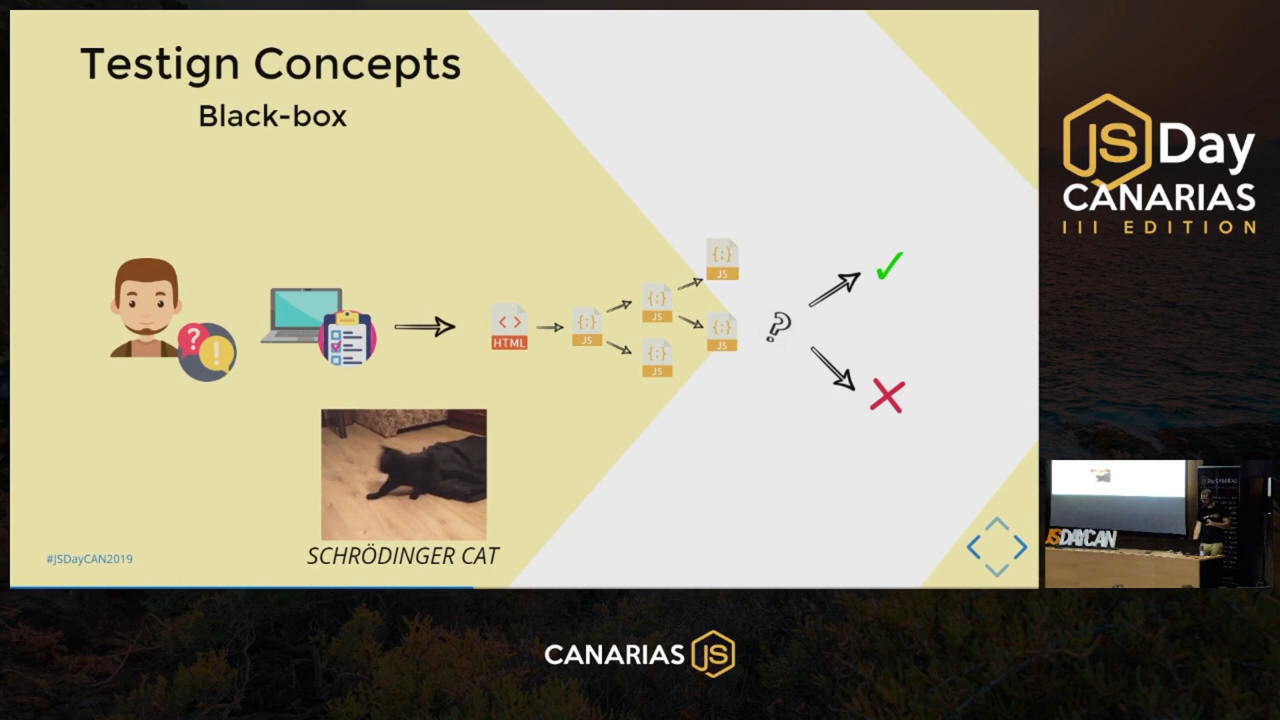 Testign Concepts
Black-box
{:}
JS
<>
HTML
{:}
JS
{:}
JS
{:}
JS
{:}
JS
?
?
!
SCHRÖDINGER CAT
#JSDayCAN2019
JS Day
CANARIAS
III EDITION
JSDAYCAN
CANARIAS JS